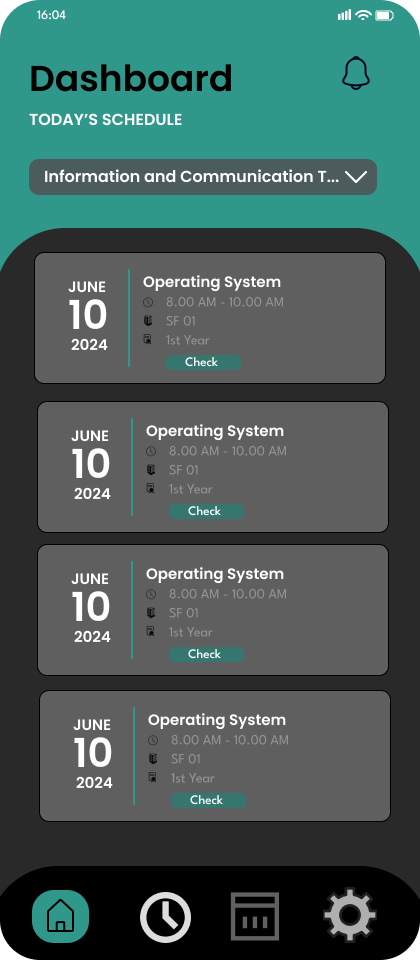 16:04
Dashboard
TODAY’S SCHEDULE
Information and Communication T...
JUNE
10
2024
Operating System
8.00 AM - 10.00 AM
SF 01
1st Year
Check
JUNE
10
2024
Operating System
8.00 AM - 10.00 AM
SF 01
1st Year
Check
JUNE
10
2024
Operating System
8.00 AM - 10.00 AM
SF 01
1st Year
Check
JUNE
10
2024
Operating System
8.00 AM - 10.00 AM
SF 01
1st Year
Check